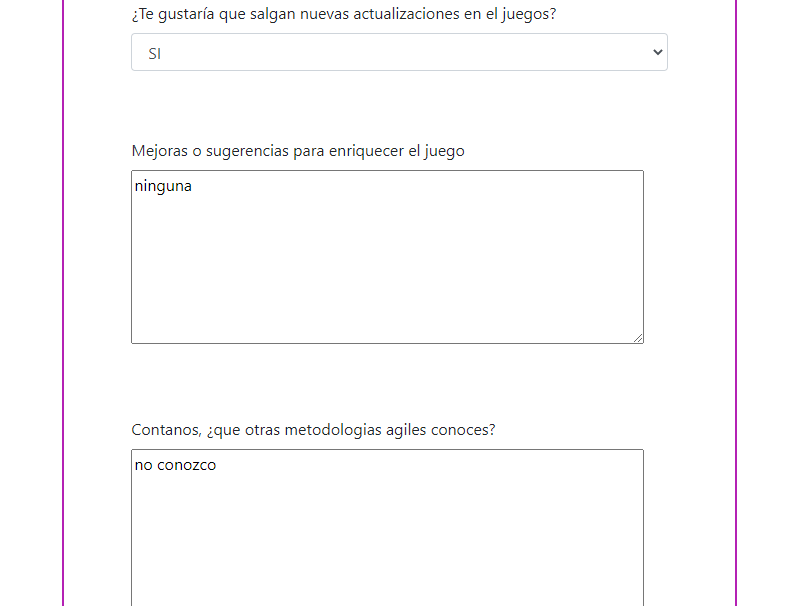 ¿Te gustaría que salgan nuevas actualizaciones en el juegos?
SI
Mejoras o sugerencias para enriquecer el juego
ninguna
Contanos, ¿que otras metodologias agiles conoces?
no conozco